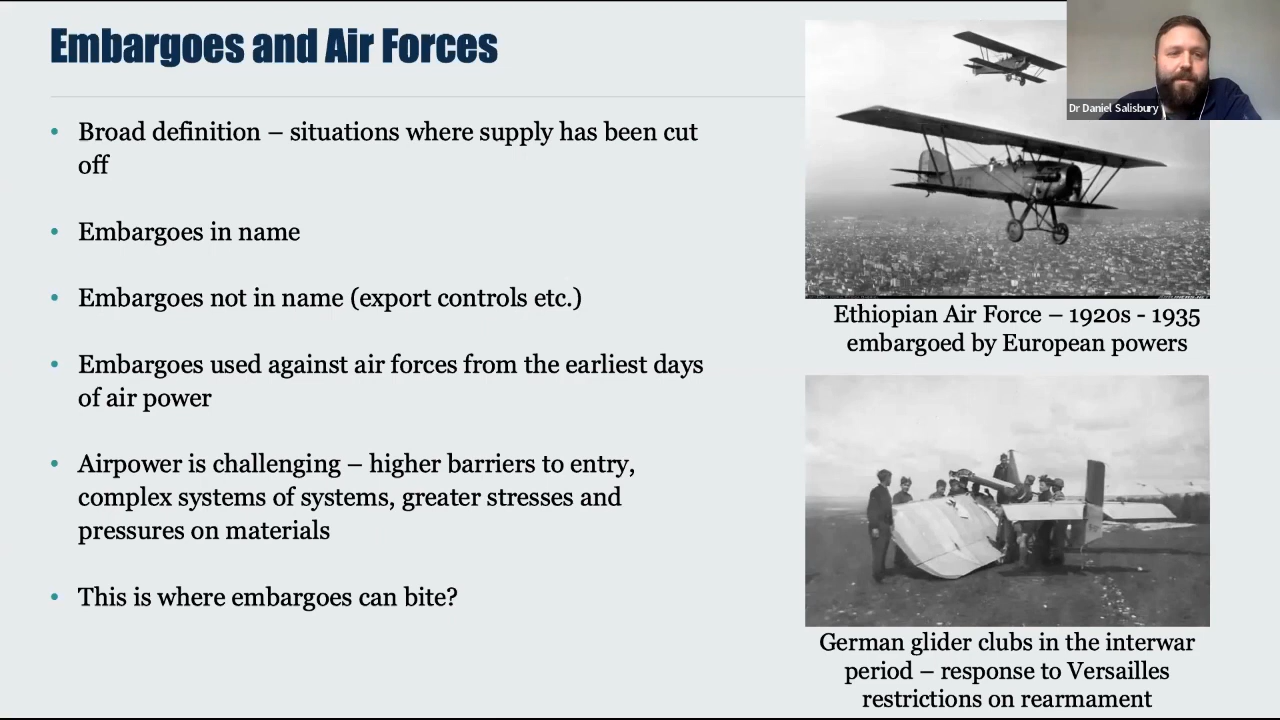 Embargoes and Air Forces
Dr Daniel Salisbury
• Broad definition – situations where supply has been cut
off
• Embargoes in name
• Embargoes not in name (export controls etc.)
• Embargoes used against air forces from the earliest days
of air power
• Airpower is challenging – higher barriers to entry,
complex systems of systems, greater stresses and
pressures on materials
• This is where embargoes can bite?
Ethiopian Air Force – 1920s - 1935
embargoed by European powers
German glider clubs in the interwar
period – response to Versailles
restrictions on rearmament